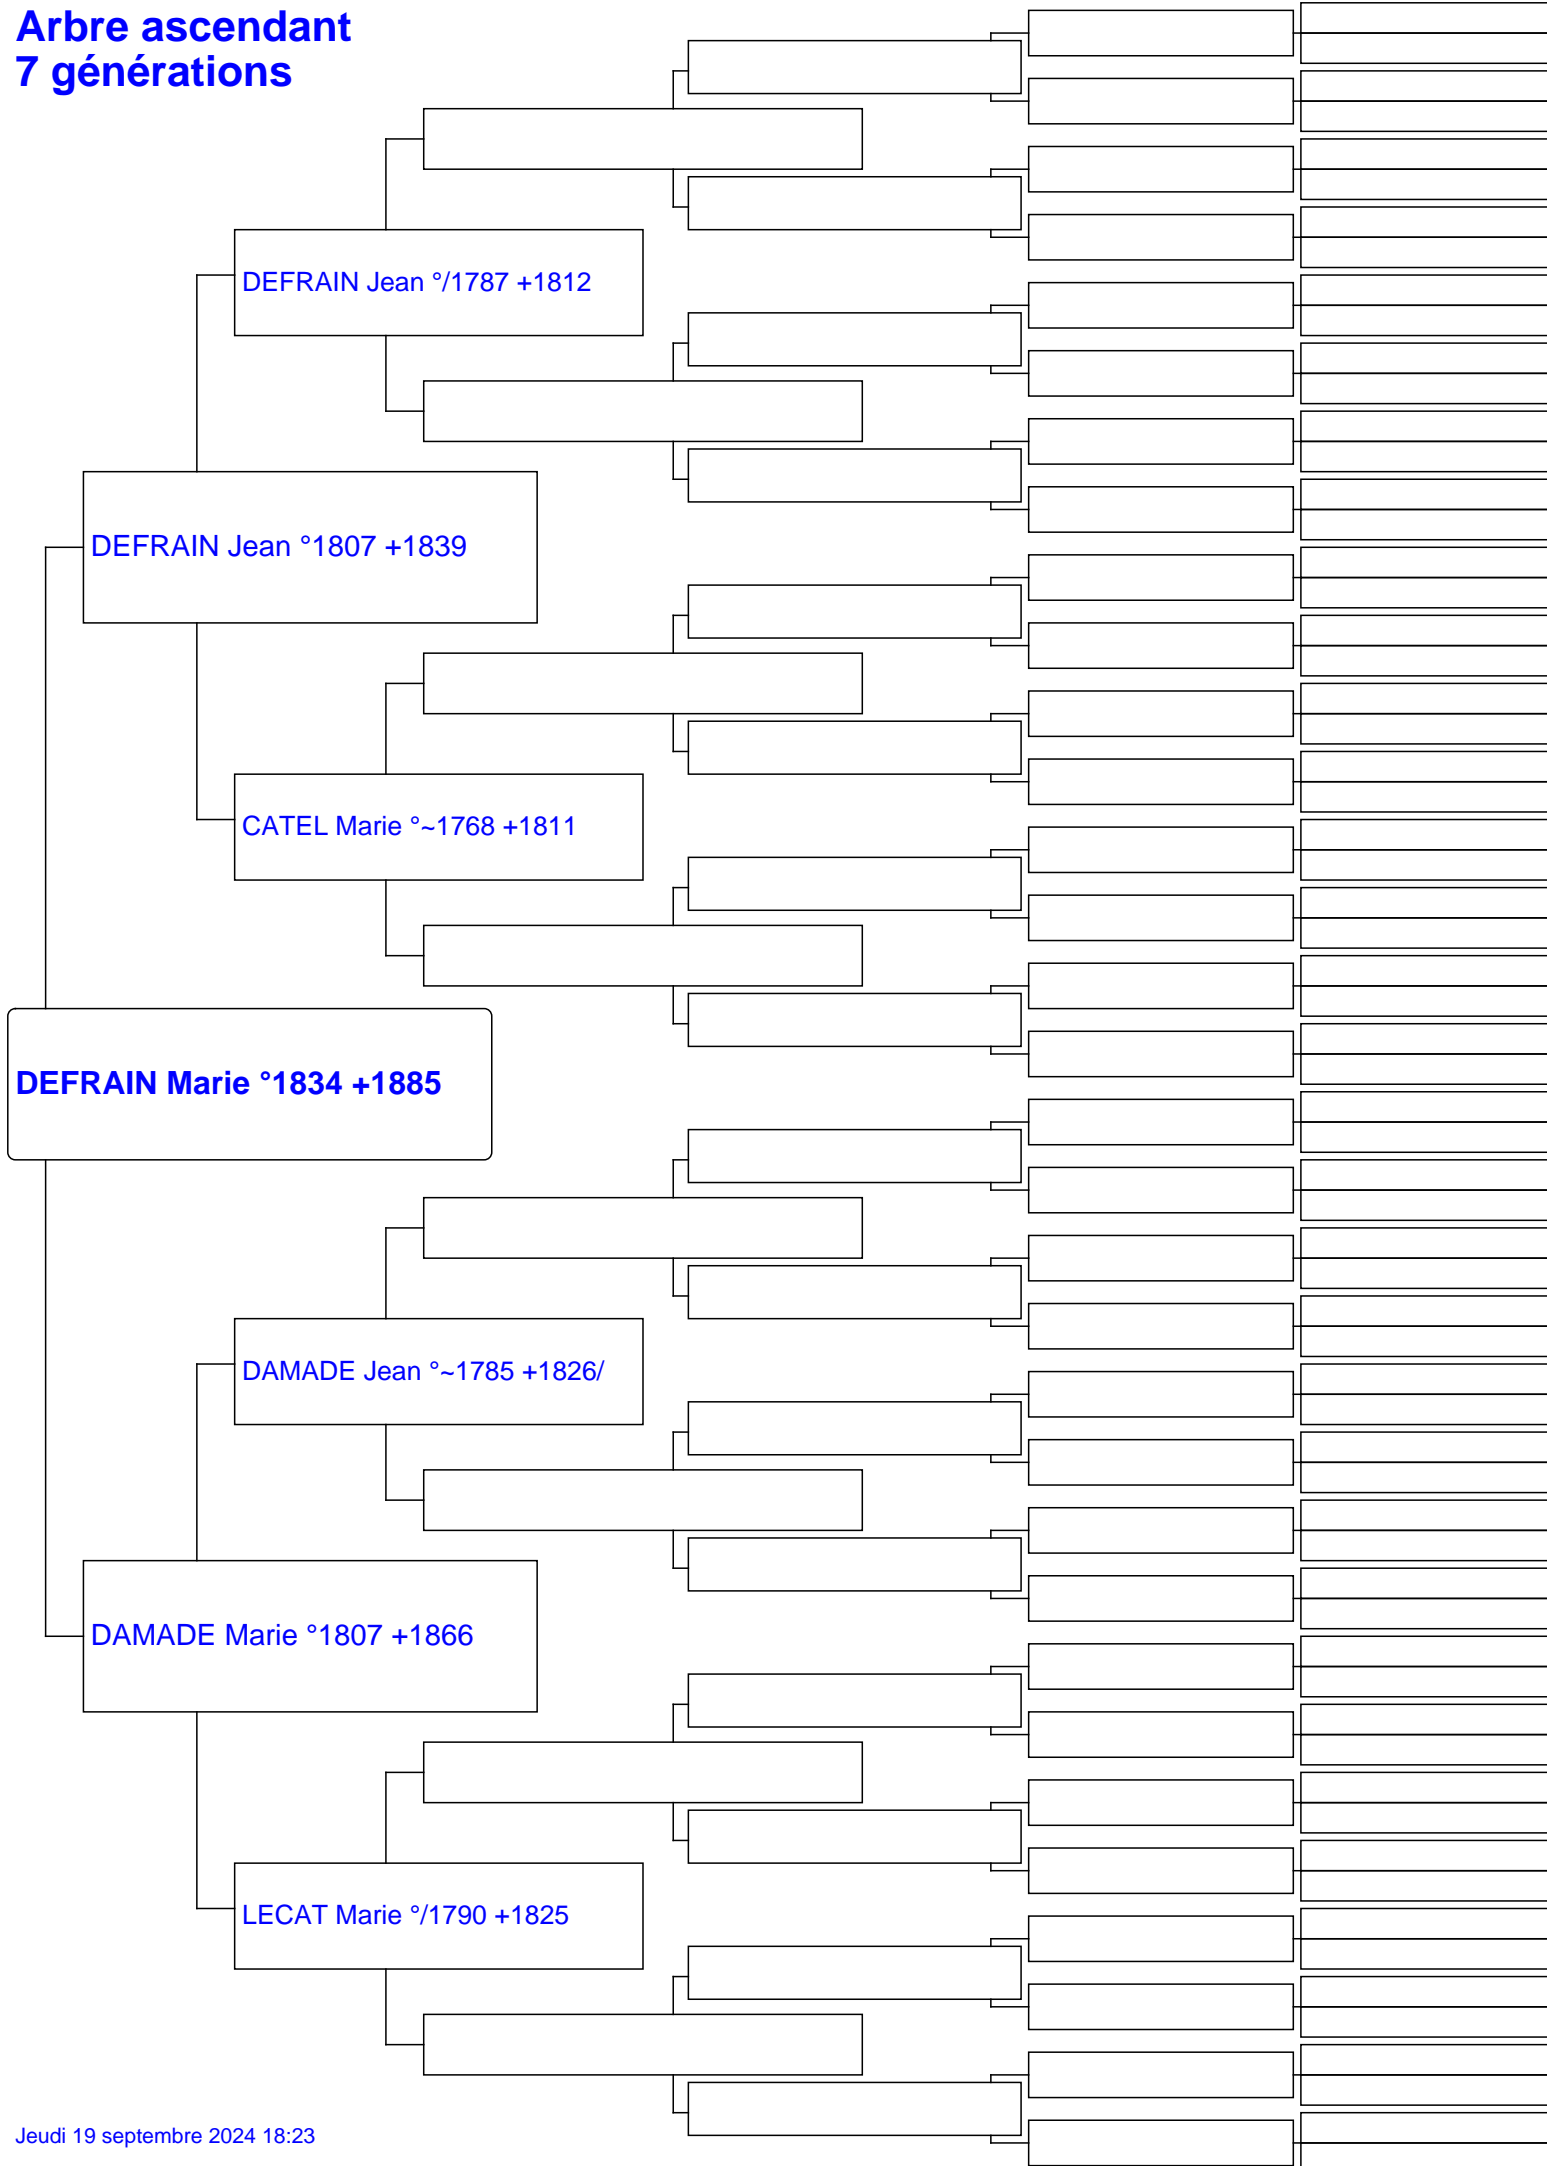 Arbre ascendant
7 générations
DEFRAIN Jean °/1787 +1812
DEFRAIN Jean °1807 +1839
CATEL Marie °~1768 +1811
DEFRAIN Marie °1834 +1885
DAMADE Jean °~1785 +1826/
DAMADE Marie °1807 +1866
LECAT Marie °/1790 +1825
Jeudi 19 septembre 2024 18:23